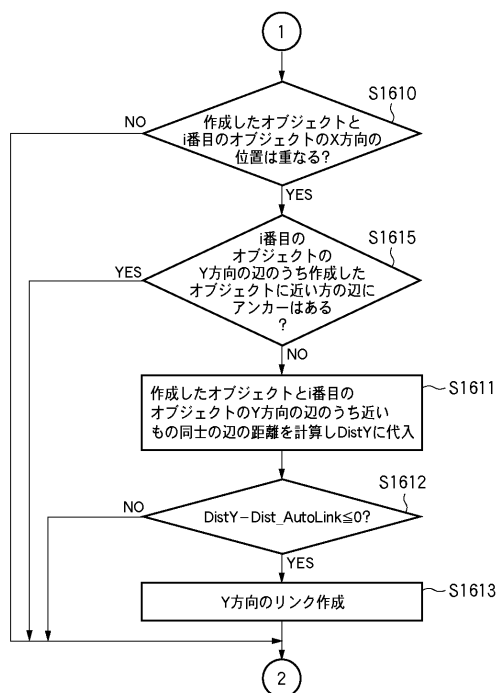 1
S1610
NO
作成したオブジェクトと
i番目のオブジェクトのX方向の
位置は重なる?
YES
S1615
YES
i番目の
オブジェクトの
Y方向の辺のうち作成した
オブジェクトに近い方の辺に
アンカーはある
?
NO
S1611
作成したオブジェクトとi番目の
オブジェクトのY方向の辺のうち近い
もの同士の辺の距離を計算しDistYに代入
S1612
NO
DistY−Dist_AutoLink≦0?
YES
S1613
Y方向のリンク作成
2